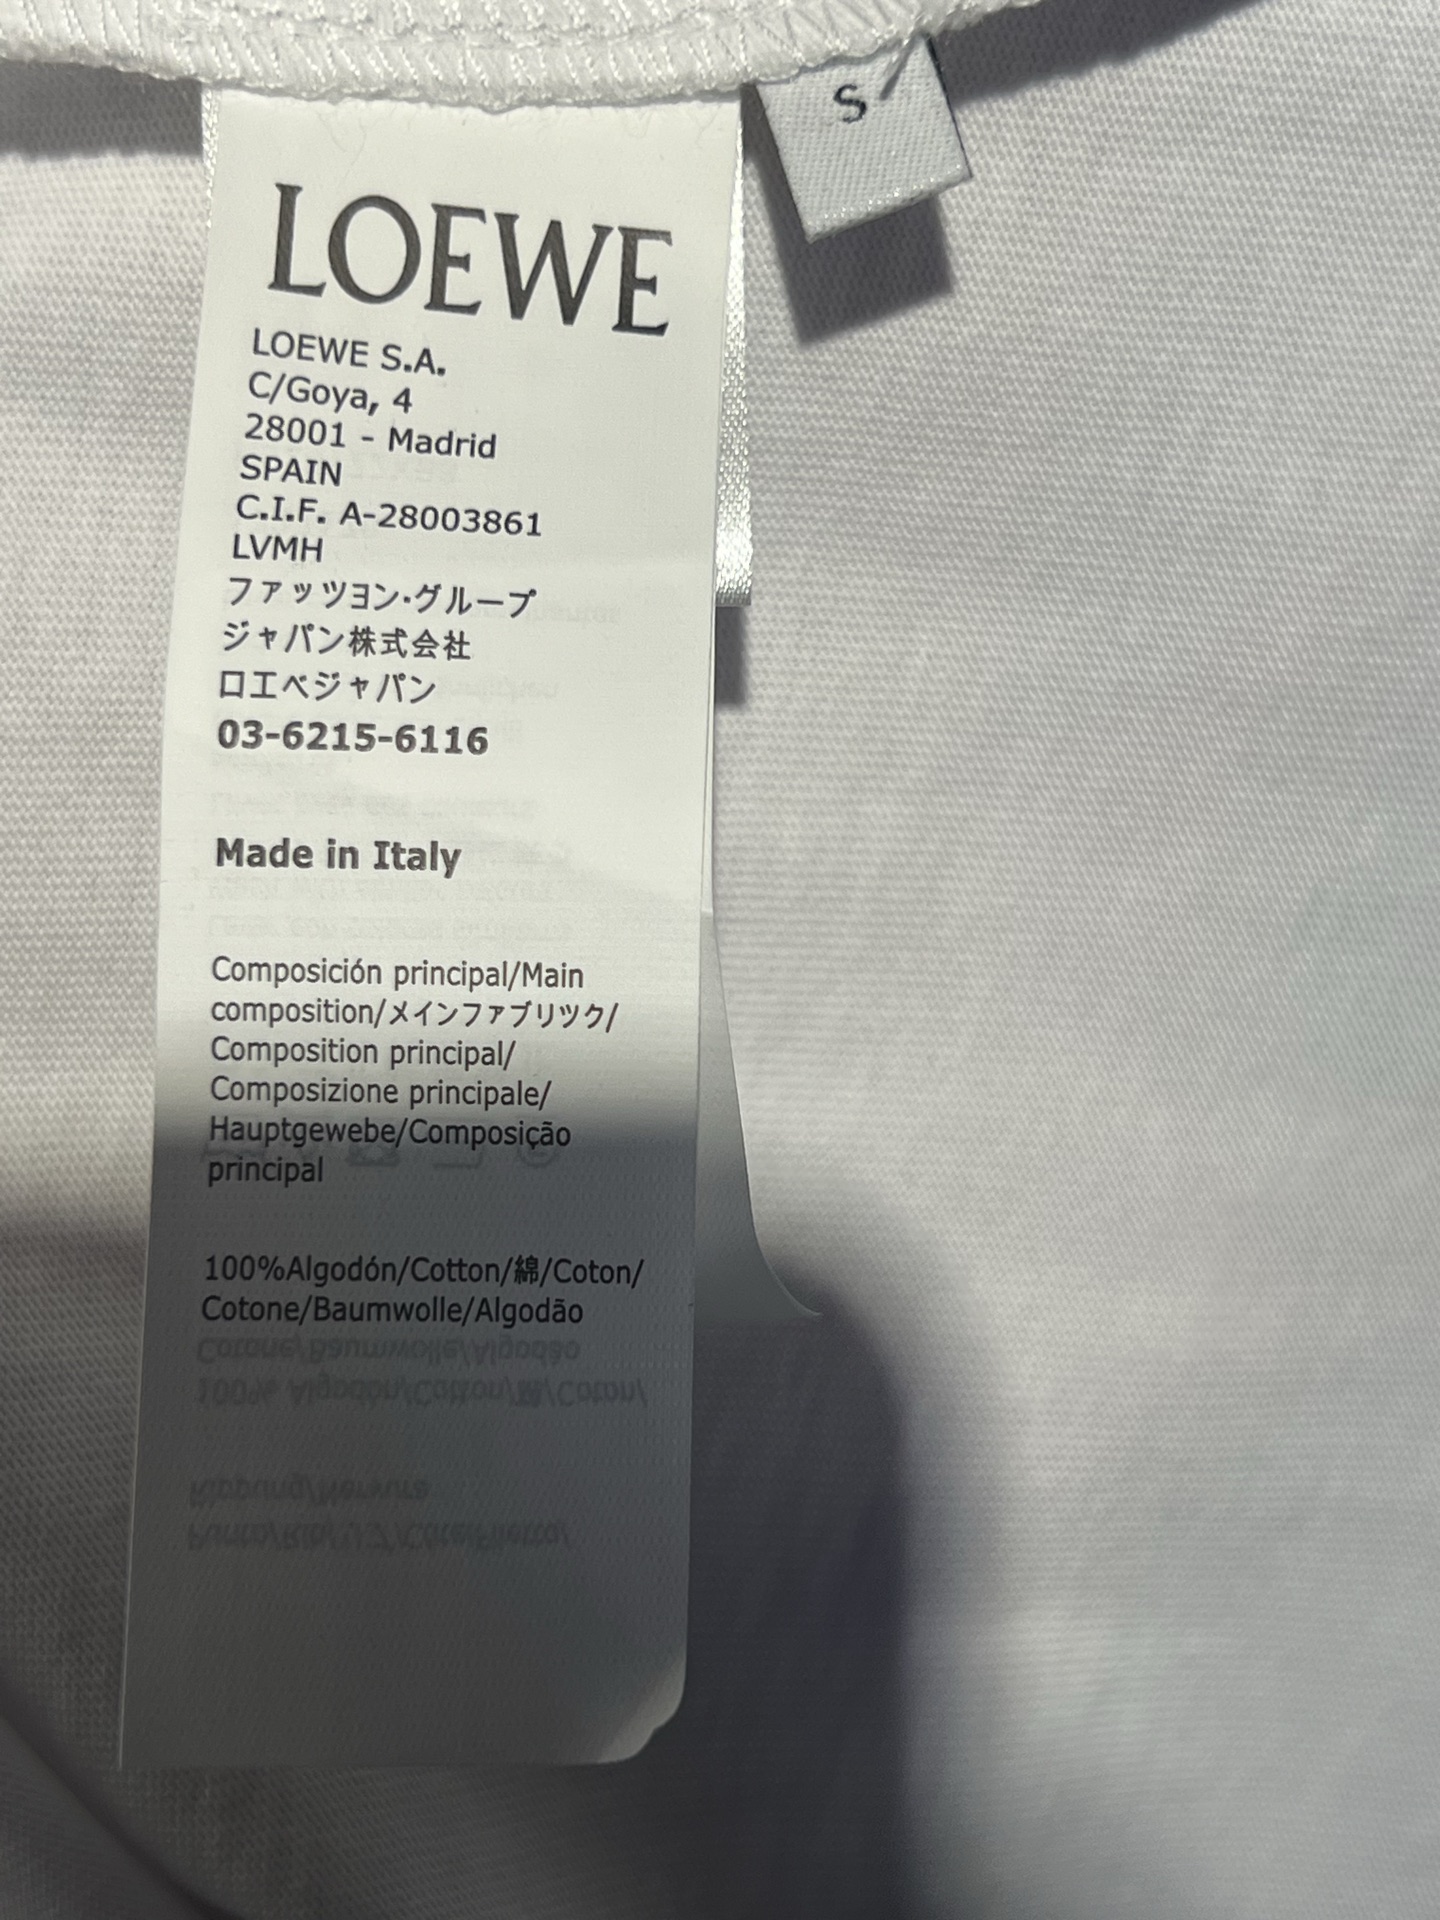 S
LOEWE
LOEWE S.A.
C/Goya, 4
28001 - Madrid
SPAIN
C.I.F. A-28003861
LVMH
ファッツヨン・グループ
ジャパン株式会社
ロエベジャパン
03-6215-6116
Made in Italy
Composición principal/Main
composition/メインファブリツク/
Composition principal/
Composizione principale/
Hauptgewebe/Composição
principal
100%Algodón/Cotton/綿/Coton/
Cotone/Baumwolle/Algodão